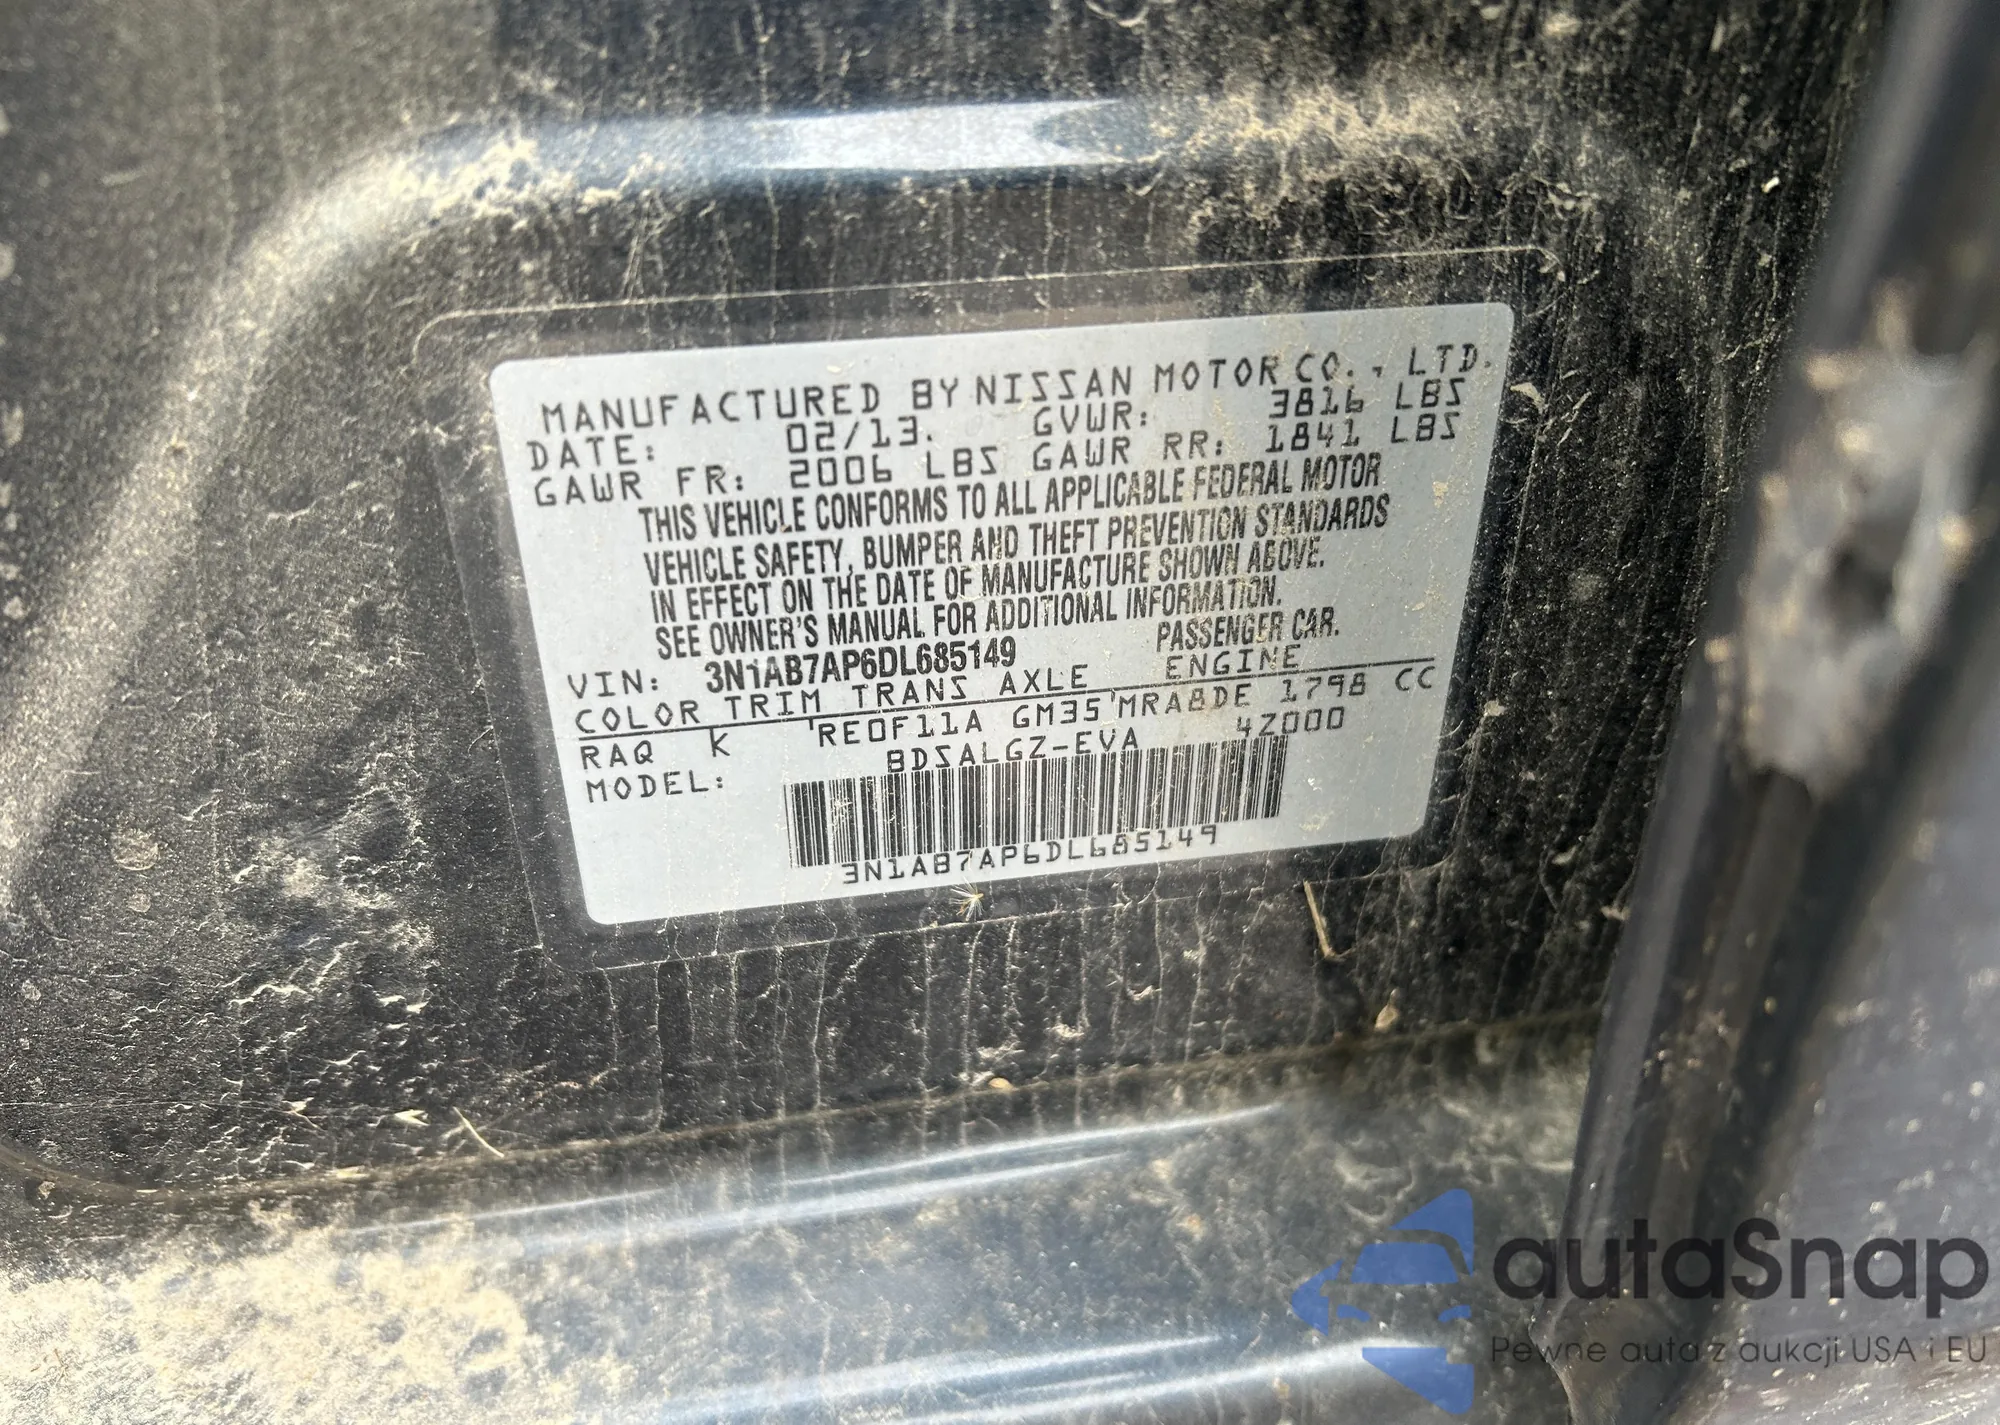 MANUFACTURED BY NISSAN MOTOR CO., LTD.
DATE: 02/13. GVWR: 3816 LBS
GAWR FR: 2006 LBS GAWR RR: 1841 LBS
THIS VEHICLE CONFORMS TO ALL APPLICABLE FEDERAL MOTOR
VEHICLE SAFETY, BUMPER AND THEFT PREVENTION STANDARDS
IN EFFECT ON THE DATE OF MANUFACTURE SHOWN ABOVE.
SEE OWNER'S MANUAL FOR ADDITIONAL INFORMATION.
VIN: 3N1AB7AP6DL685149 PASSENGER CAR.
COLOR TRIM TRANS AXLE ENGINE
RAQ K RE0F11A GM35 MRA8DE 1798 CC
MODEL: BDSALGZ-EVA 4Z000
3N1AB7AP6DL685149
autaSnap
Pewne auta z aukcji USA i EU